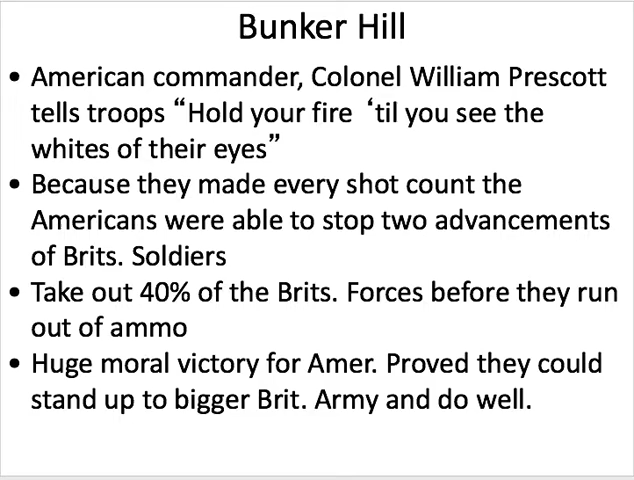 Bunker Hill
• American commander, Colonel William Prescott
tells troops “Hold your fire ‘til you see the
whites of their eyes”
• Because they made every shot count the
Americans were able to stop two advancements
of Brits. Soldiers
• Take out 40% of the Brits. Forces before they run
out of ammo
• Huge moral victory for Amer. Proved they could
stand up to bigger Brit. Army and do well.